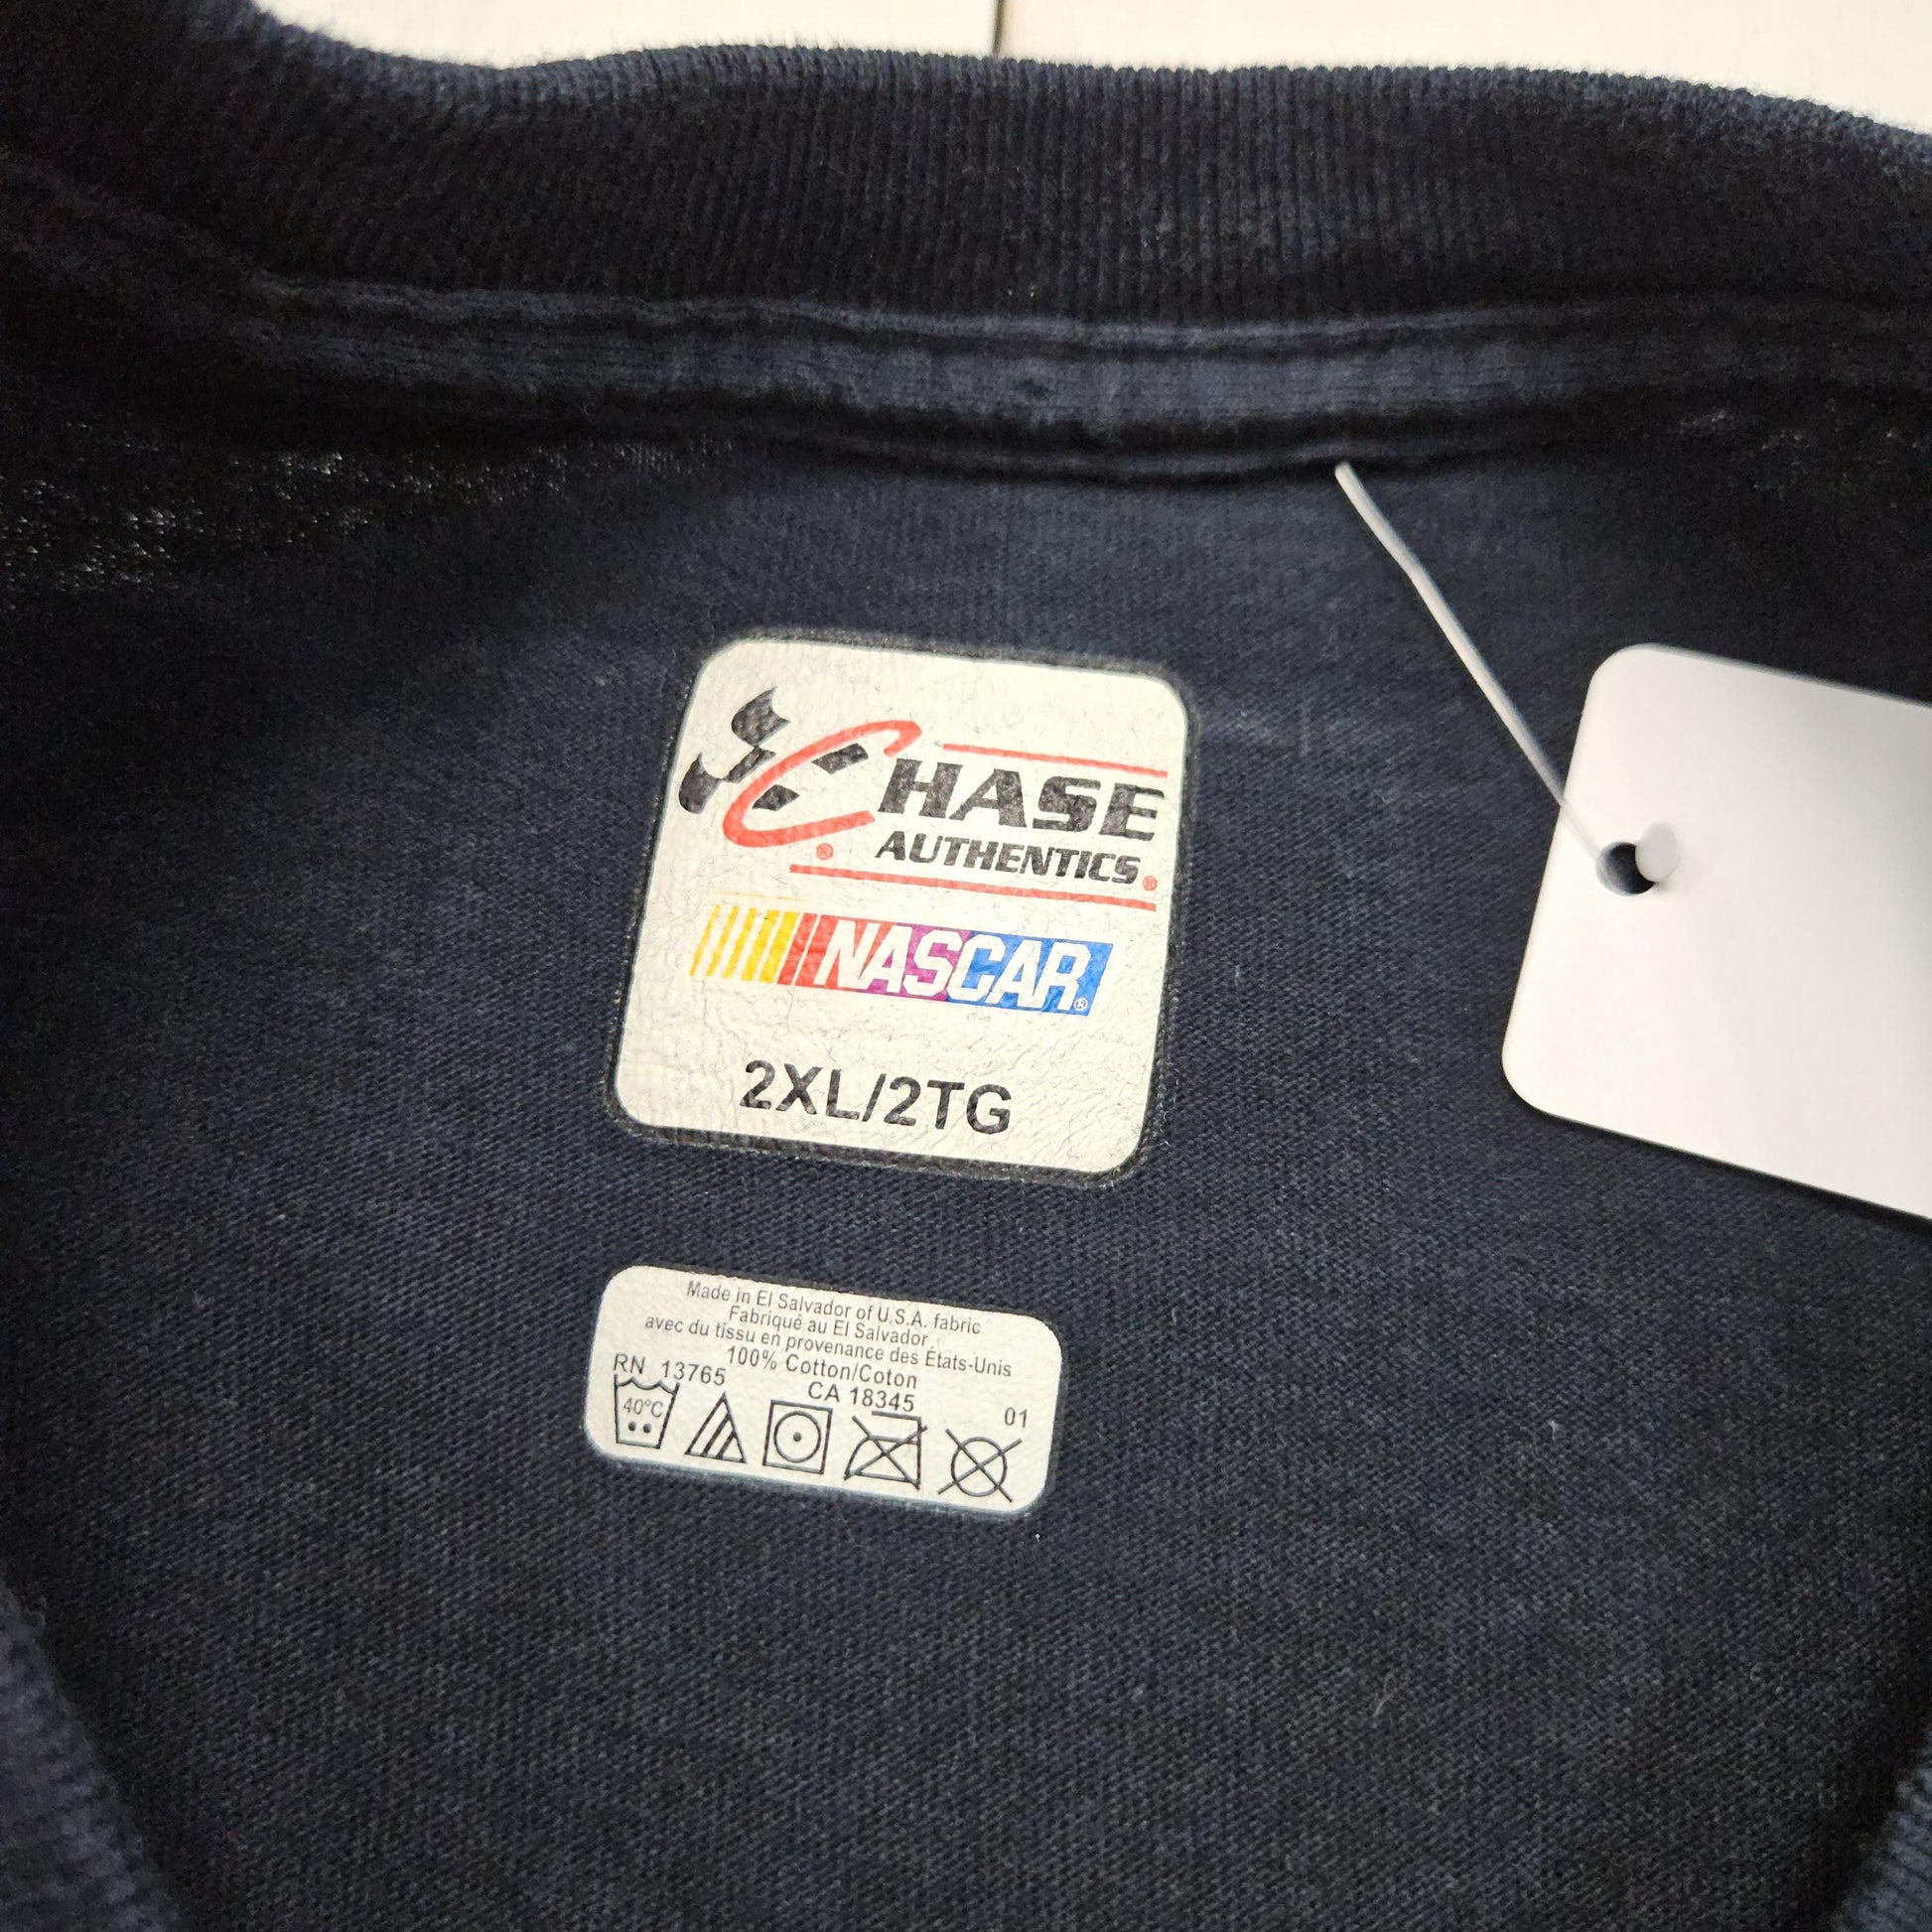 CHASE
AUTHENTICS®
®
NASCAR®
2XL/2TG
Made in El Salvador of U.S.A. fabric
Fabriqué au El Salvador
avec du tissu en provenance des États-Unis
100% Cotton/Coton
RN 13765 CA 18345 01
40°C